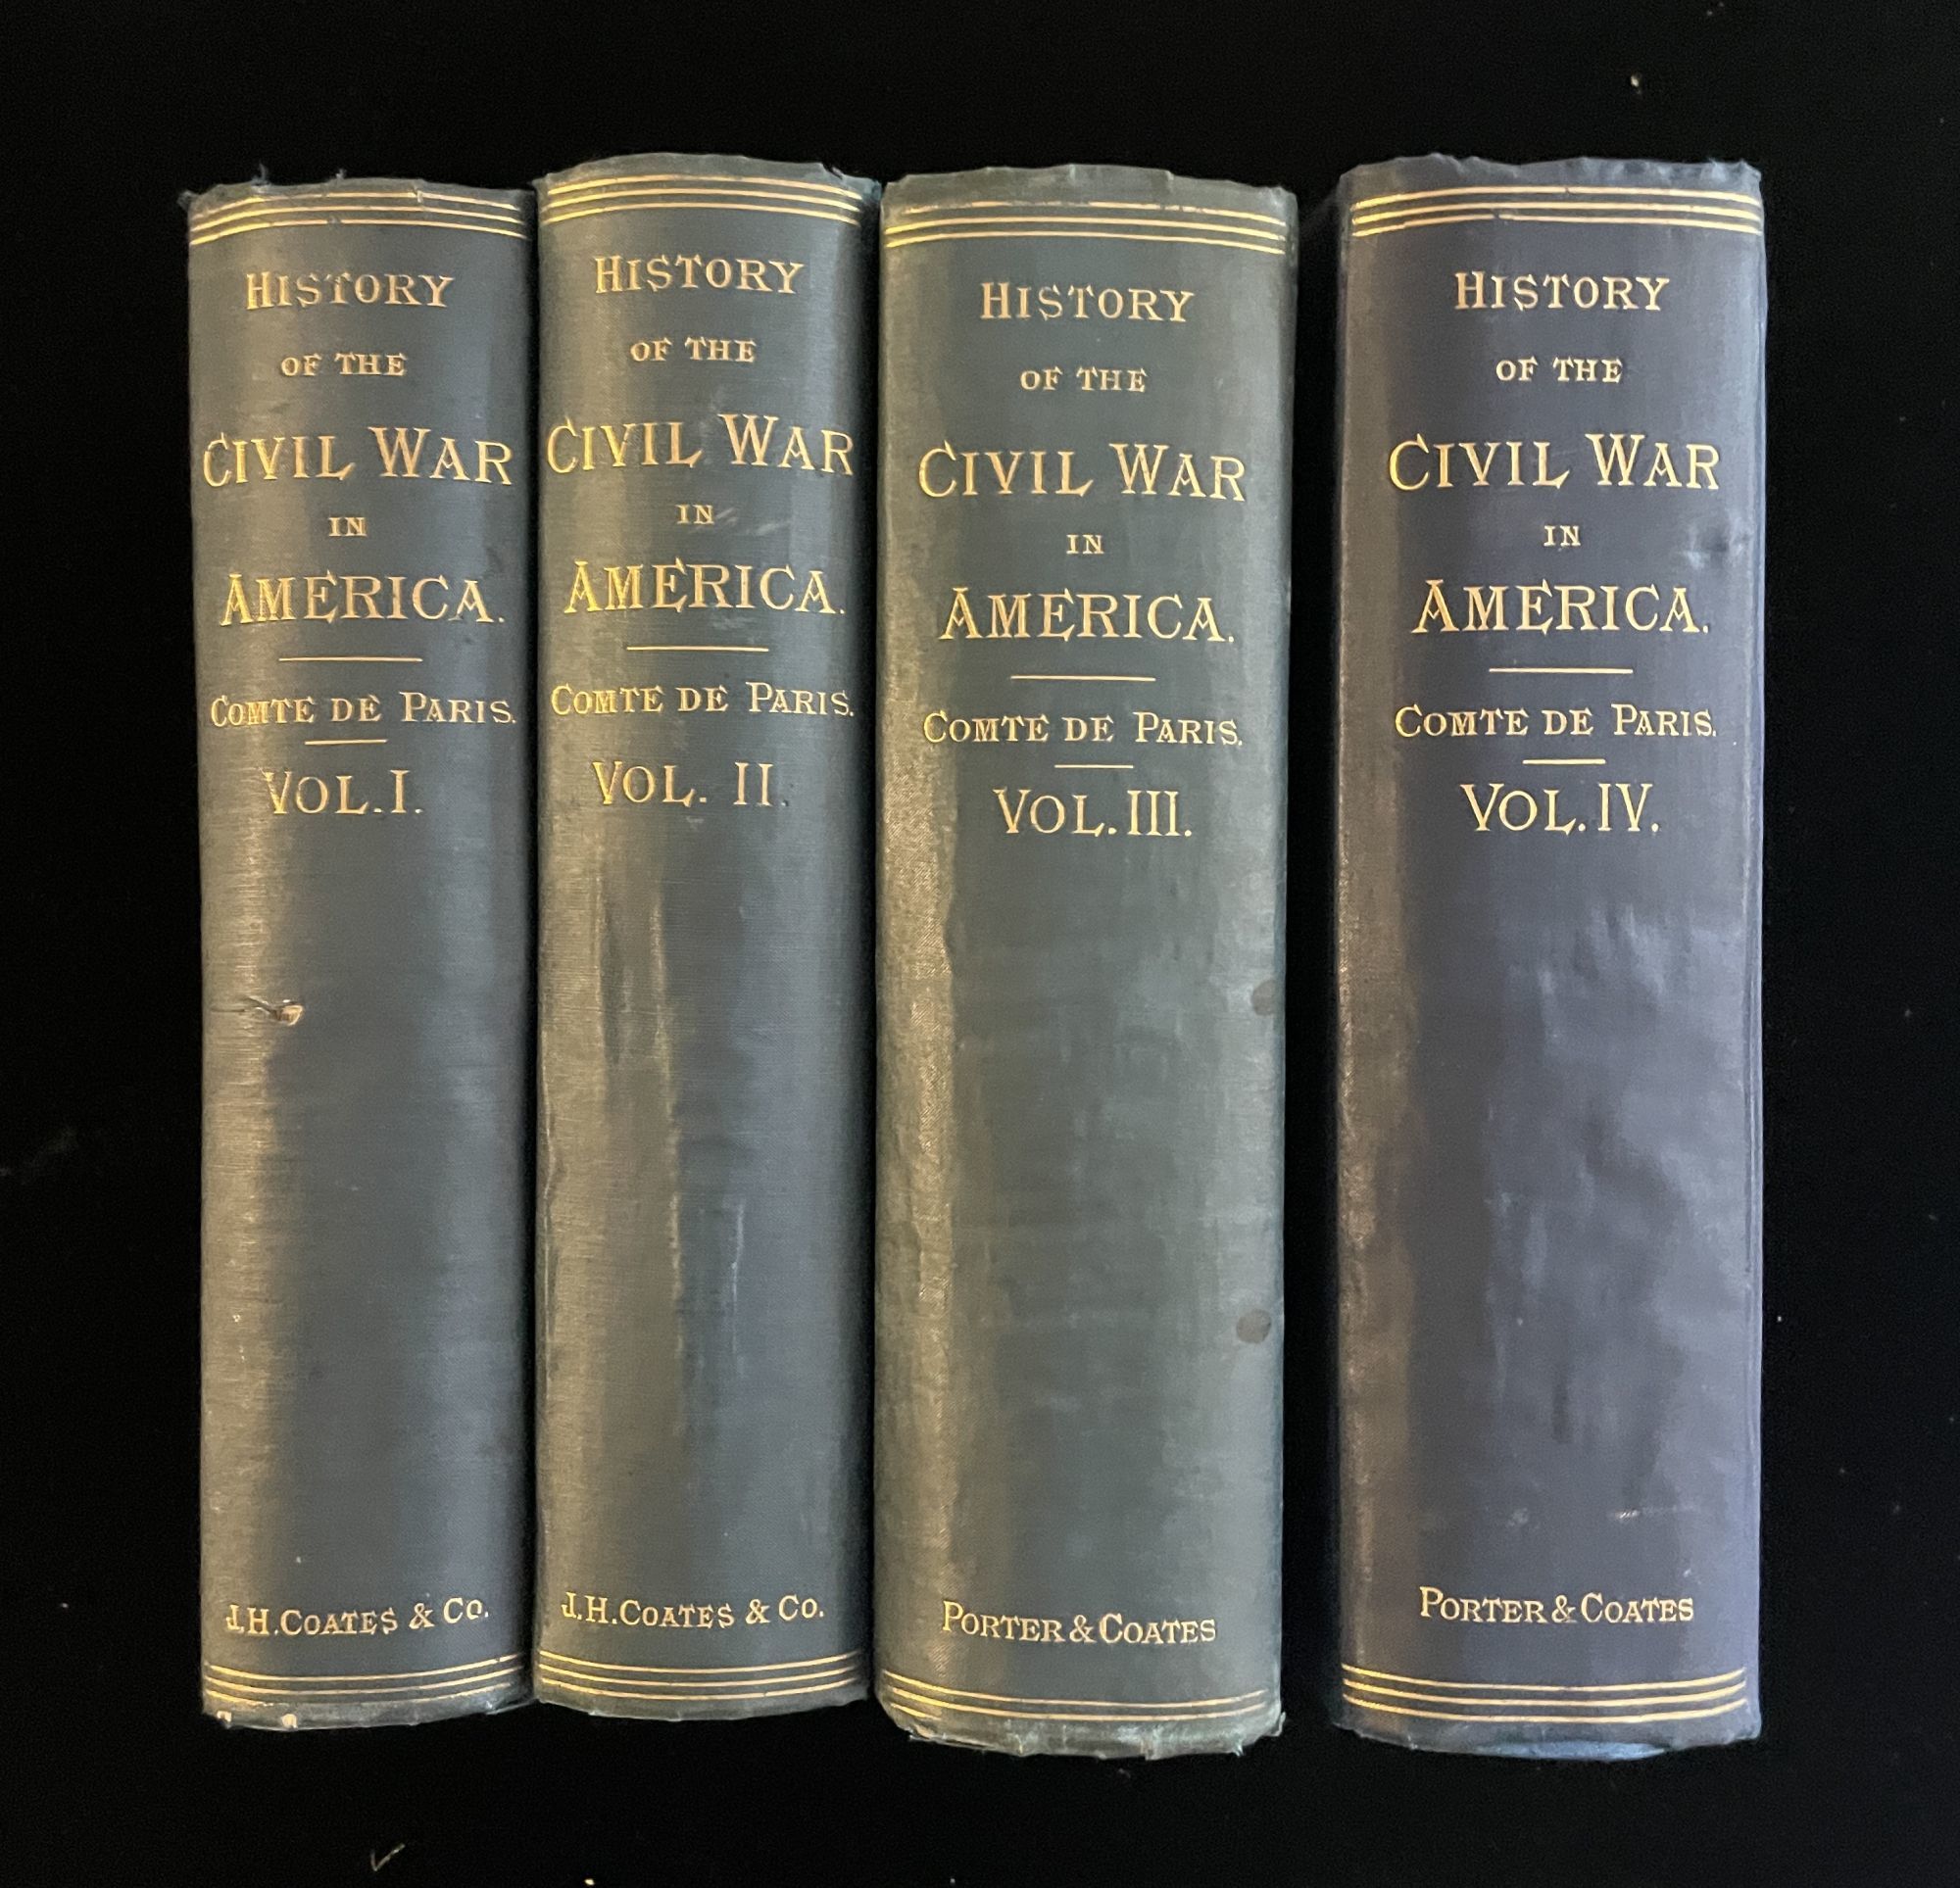 HISTORY
OF THE
CIVIL WAR
IN
AMERICA.
COMTE DE PARIS.
VOL. I.
J.H. COATES & CO.
HISTORY
OF THE
CIVIL WAR
IN
AMERICA.
COMTE DE PARIS.
VOL. II.
J.H. COATES & CO.
HISTORY
OF THE
CIVIL WAR
IN
AMERICA.
COMTE DE PARIS.
VOL. III.
PORTER & COATES
HISTORY
OF THE
CIVIL WAR
IN
AMERICA.
COMTE DE PARIS.
VOL. IV.
PORTER & COATES